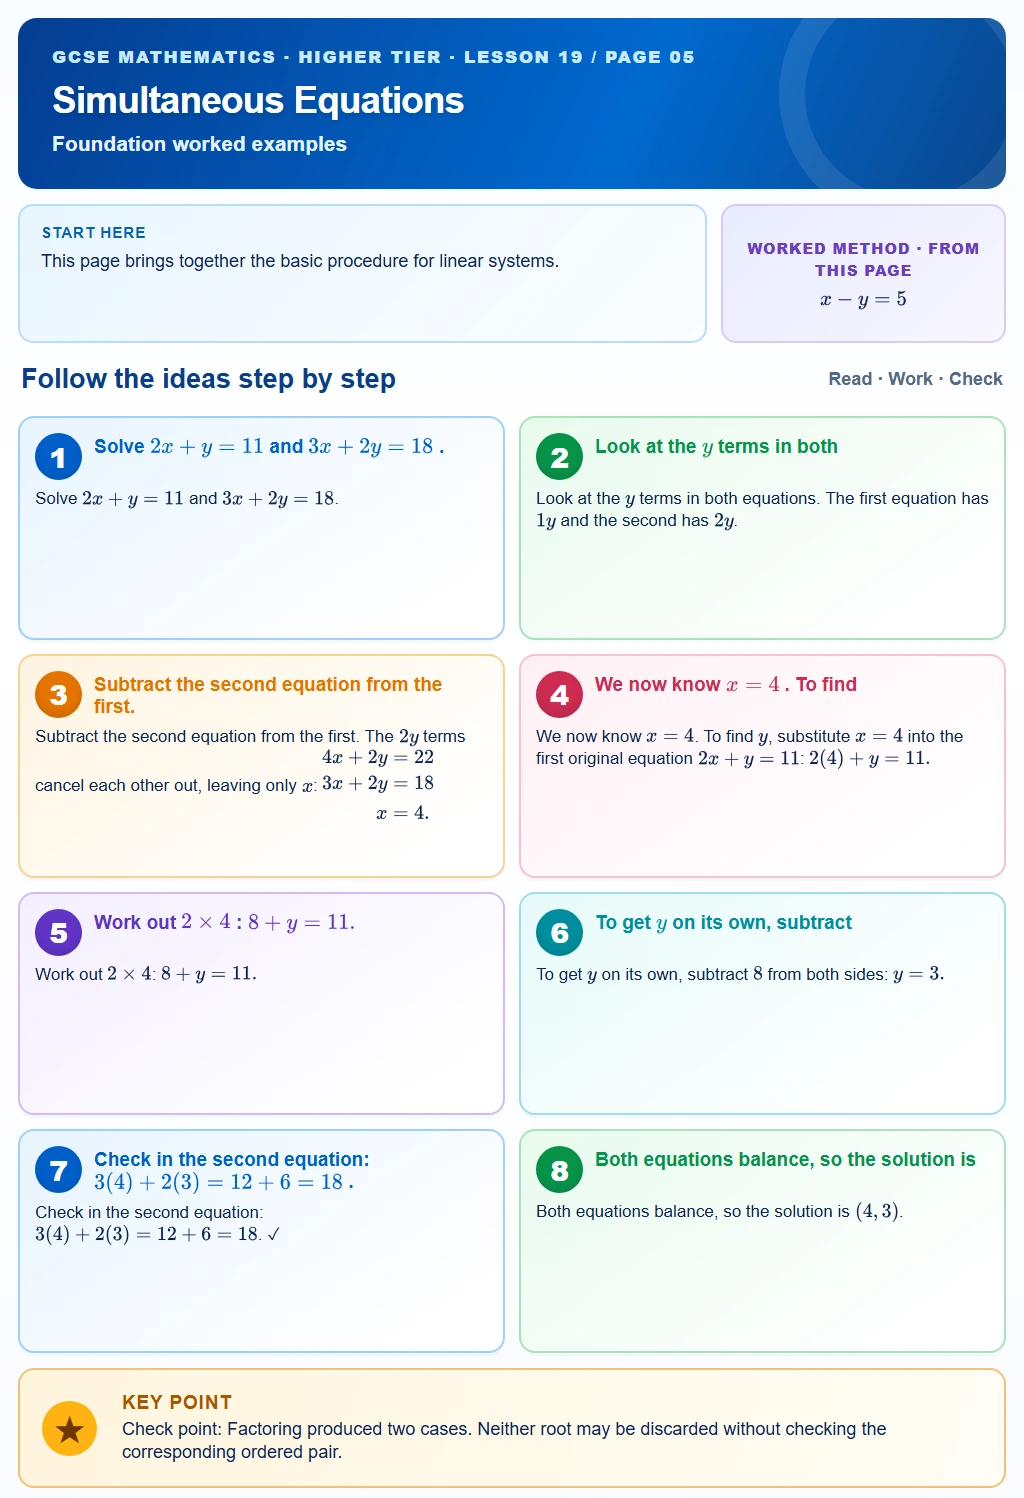 GCSE MATHEMATICS · HIGHER TIER · LESSON 19 / PAGE 05
Simultaneous Equations
Foundation worked examples
START HERE
This page brings together the basic procedure for linear systems.
WORKED METHOD · FROM
THIS PAGE
x − y = 5
Follow the ideas step by step
Read · Work · Check
1
Solve 2x + y = 11 and 3x + 2y = 18 .
Solve 2x + y = 11 and 3x + 2y = 18.
2
Look at the y terms in both
Look at the y terms in both equations. The first equation has
1y and the second has 2y.
3
Subtract the second equation from the
first.
Subtract the second equation from the first. The 2y terms
4x + 2y = 22
cancel each other out, leaving only x: 3x + 2y = 18
x = 4.
4
We now know x = 4 . To find
We now know x = 4. To find y, substitute x = 4 into the
first original equation 2x + y = 11: 2(4) + y = 11.
5
Work out 2 × 4 : 8 + y = 11.
Work out 2 × 4: 8 + y = 11.
6
To get y on its own, subtract
To get y on its own, subtract 8 from both sides: y = 3.
7
Check in the second equation:
3(4) + 2(3) = 12 + 6 = 18 .
Check in the second equation:
3(4) + 2(3) = 12 + 6 = 18. ✓
8
Both equations balance, so the solution is
Both equations balance, so the solution is (4, 3).
KEY POINT
Check point: Factoring produced two cases. Neither root may be discarded without checking the
corresponding ordered pair.